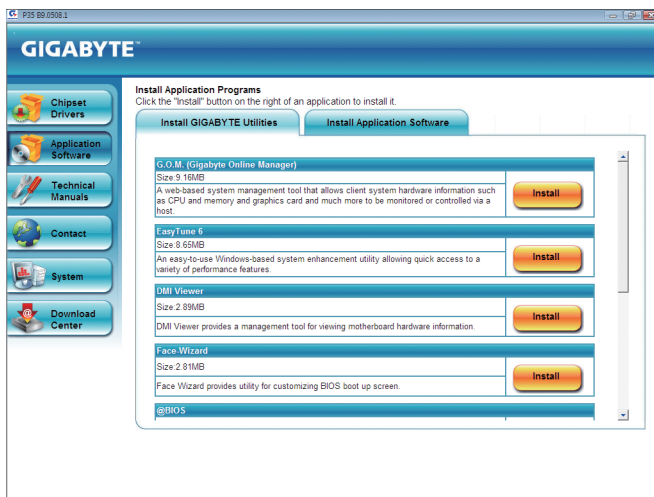 P35 B9.0508.1
GIGABYTE™
Chipset
Drivers
Application
Software
Technical
Manuals
Contact
System
Download
Center
Install Application Programs
Click the "Install" button on the right of an application to install it.
Install GIGABYTE Utilities
Install Application Software
G.O.M. (Gigabyte Online Manager)
Size:9.16MB
A web-based system management tool that allows client system hardware information such
as CPU and memory and graphics card and much more to be monitored or controlled via a
host.
Install
EasyTune 6
Size:8.65MB
An easy-to-use Windows-based system enhancement utility allowing quick access to a
variety of performance features.
Install
DMI Viewer
Size:2.89MB
DMI Viewer provides a management tool for viewing motherboard hardware information.
Install
Face-Wizard
Size:2.81MB
Face Wizard provides utility for customizing BIOS boot up screen.
Install
@BIOS